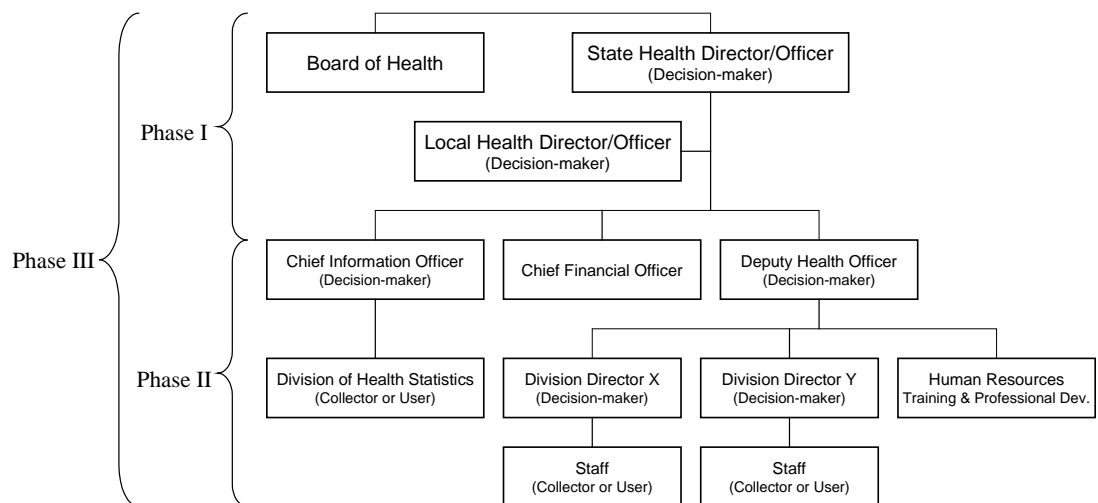 Board of Health
State Health Director/Officer
(Decision-maker)
Phase I
Local Health Director/Officer
(Decision-maker)
Phase III
Chief Information Officer
(Decision-maker)
Chief Financial Officer
Deputy Health Officer
(Decision-maker)
Phase II
Division of Health Statistics
(Collector or User)
Division Director X
(Decision-maker)
Division Director Y
(Decision-maker)
Human Resources
Training & Professional Dev.
Staff
(Collector or User)
Staff
(Collector or User)